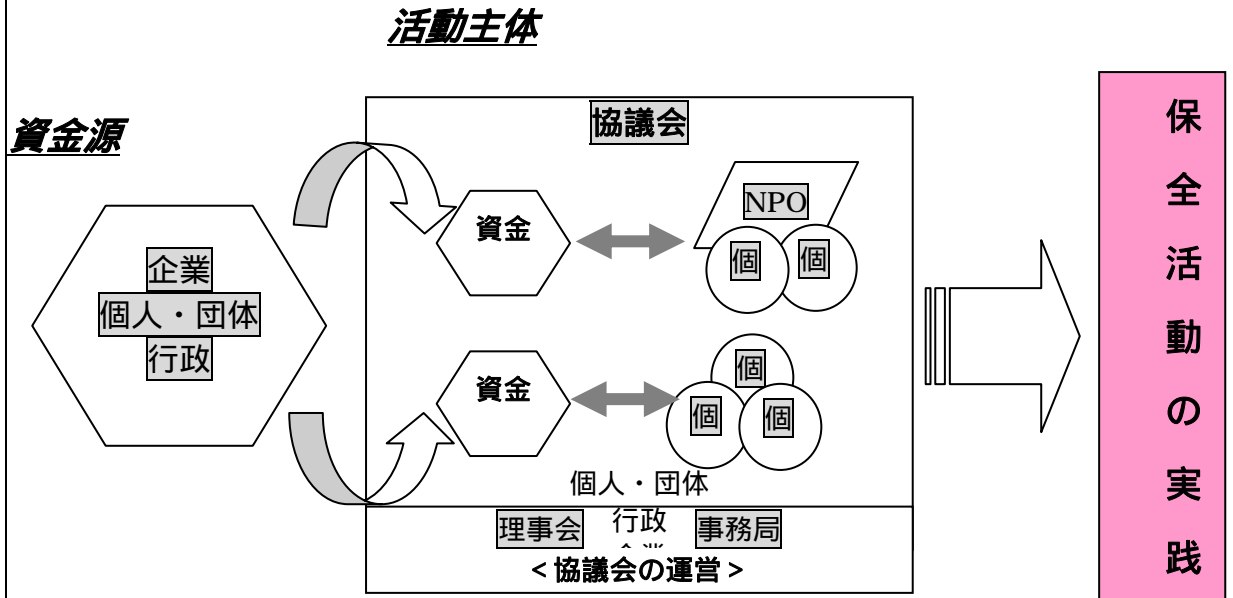 活動主体
資金源
協議会
企業
個人・団体
行政
資金
NPO
個
個
資金
個
個
個
個人・団体
行政
理事会
事務局
<協議会の運営>
保全活動の実践